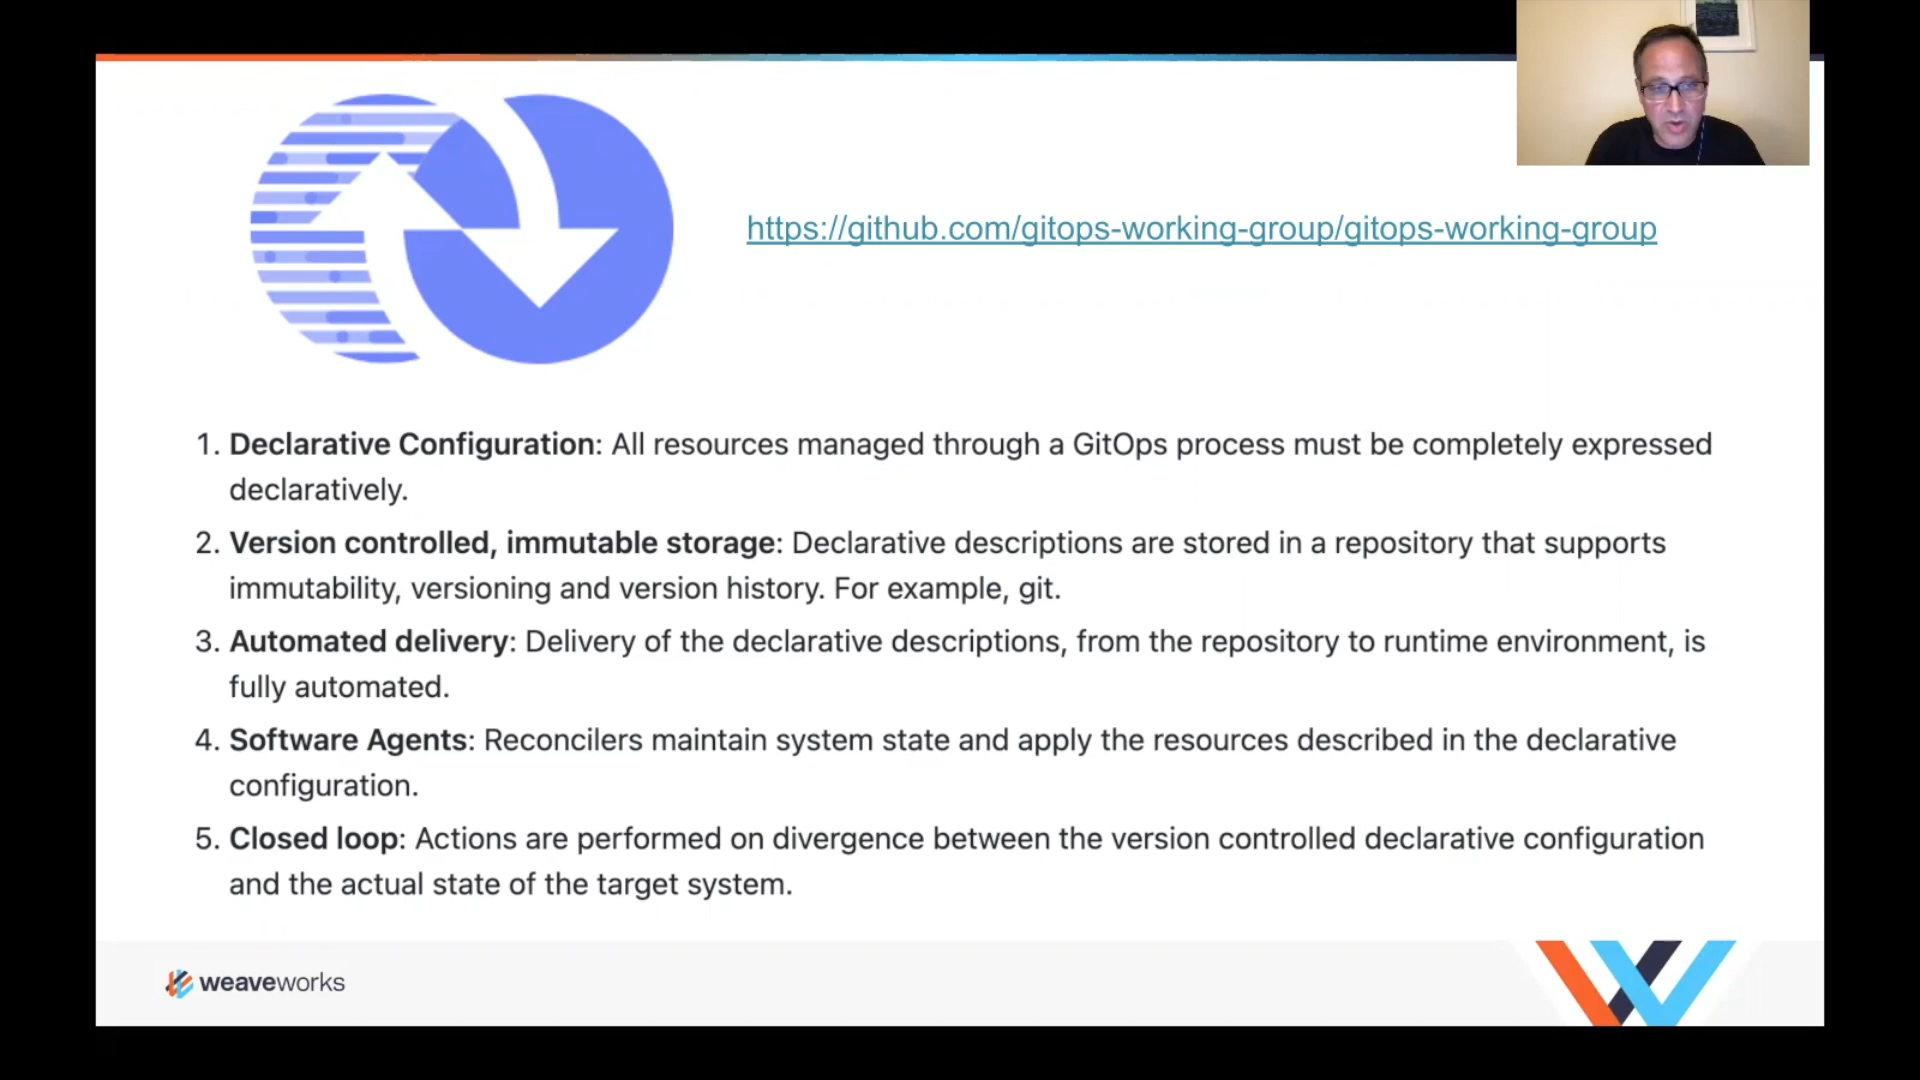 https://github.com/gitops-working-group/gitops-working-group
1. Declarative Configuration: All resources managed through a GitOps process must be completely expressed
declaratively.
2. Version controlled, immutable storage: Declarative descriptions are stored in a repository that supports
immutability, versioning and version history. For example, git.
3. Automated delivery: Delivery of the declarative descriptions, from the repository to runtime environment, is
fully automated.
4. Software Agents: Reconcilers maintain system state and apply the resources described in the declarative
configuration.
5. Closed loop: Actions are performed on divergence between the version controlled declarative configuration
and the actual state of the target system.
weaveworks